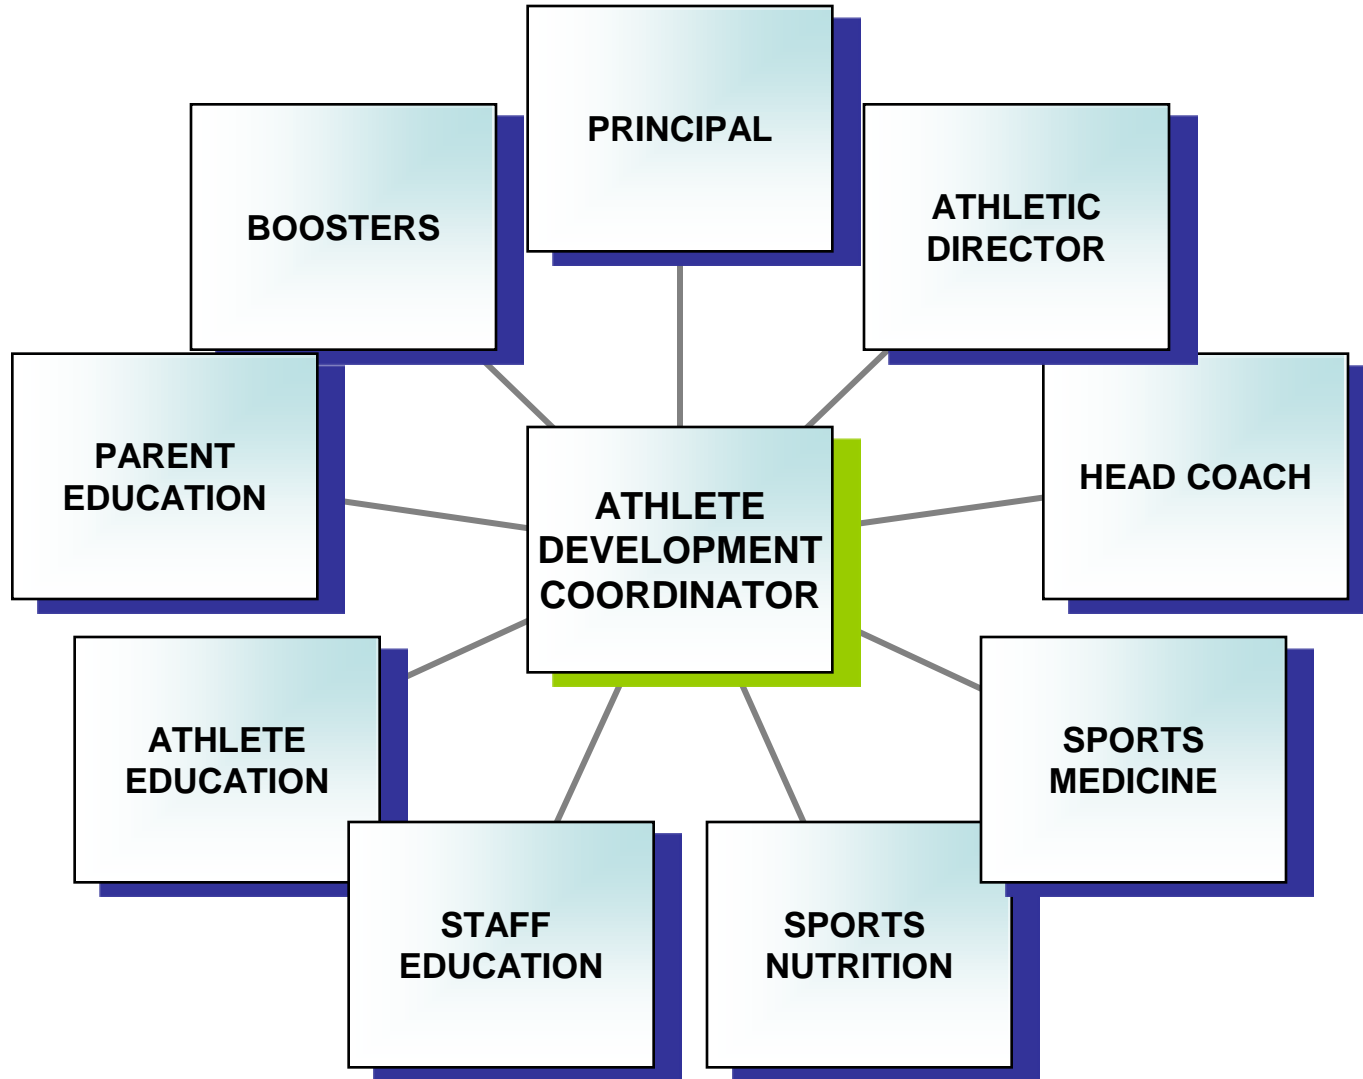 PRINCIPAL
BOOSTERS
ATHLETIC
DIRECTOR
PARENT
EDUCATION
HEAD COACH
ATHLETE
DEVELOPMENT
COORDINATOR
ATHLETE
EDUCATION
SPORTS
MEDICINE
STAFF
EDUCATION
SPORTS
NUTRITION